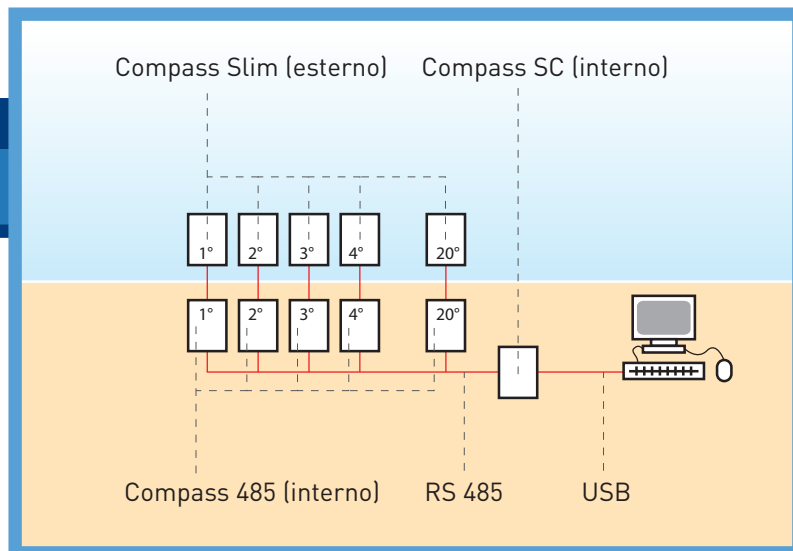 Compass Slim (esterno) Compass SC (interno)
1° 2° 3° 4° 20°
1° 2° 3° 4° 20°
Compass 485 (interno) RS 485 USB